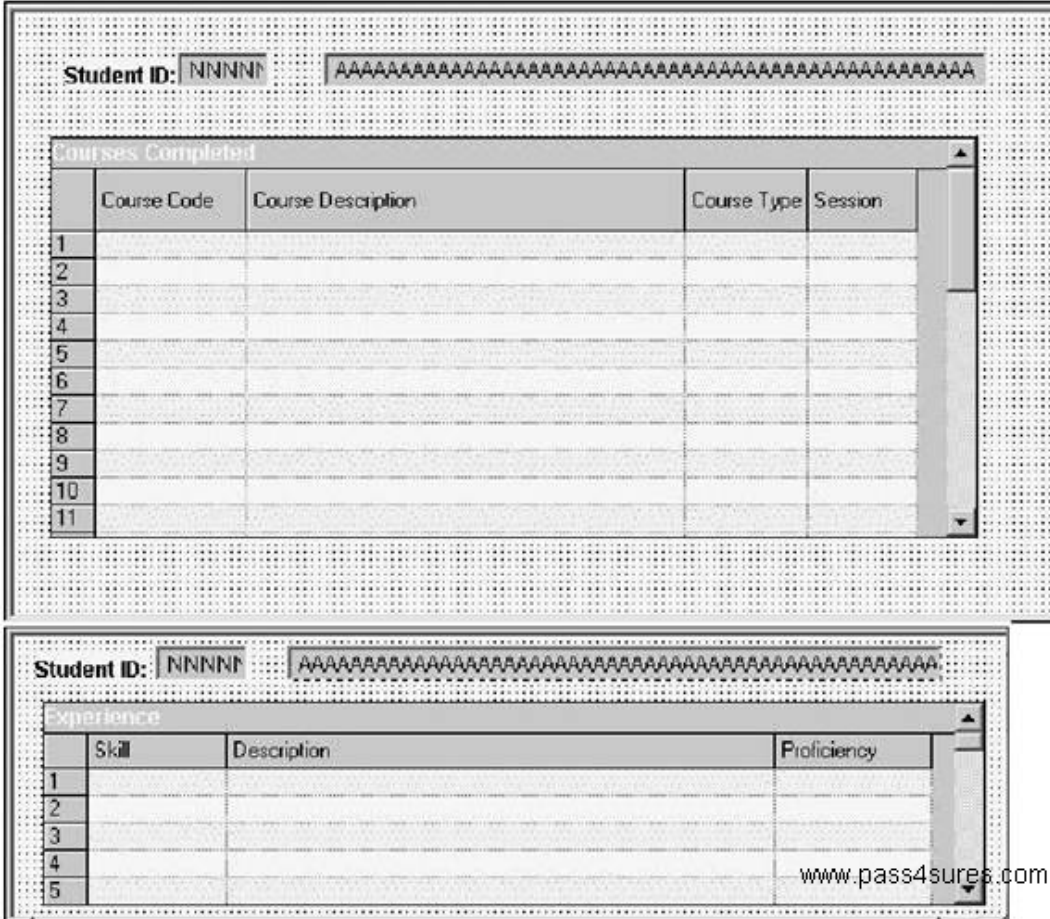 Student ID: NNNNN AAAAAAAAAAAAAAAAAAAAAAAAAAAAAAAAAAAAAAAAAAAAAAAAAA
Courses Completed
Course Code Course Description Course Type Session
1
2
3
4
5
6
7
8
9
10
11
Student ID: NNNNN AAAAAAAAAAAAAAAAAAAAAAAAAAAAAAAAAAAAAAAAAAAAAAAAAA
Experience
Skill Description Proficiency
1
2
3
4
5
www.pass4sures.com